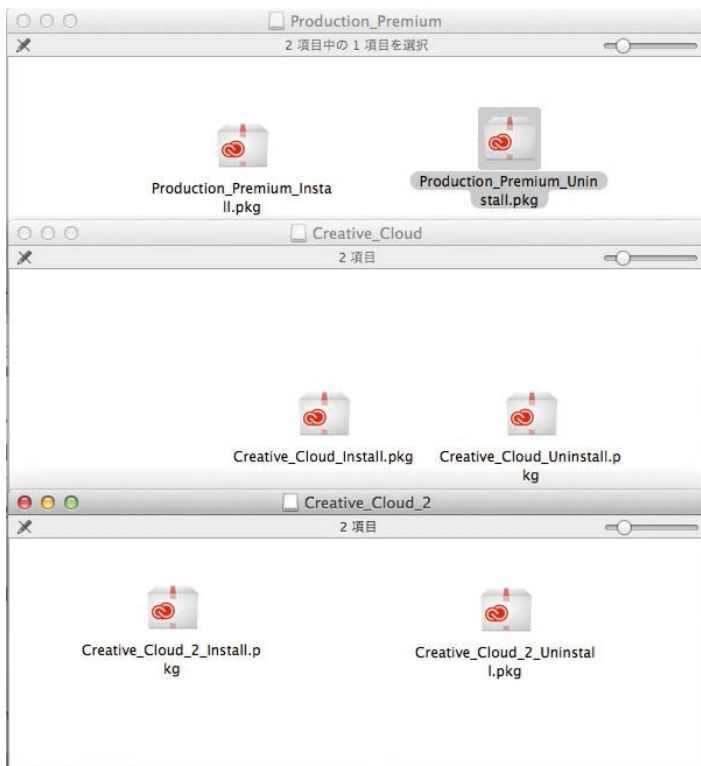 Production_Premium
2 項目中の 1 項目を選択
Production_Premium_Insta
ll.pkg
Production_Premium_Unin
stall.pkg
Creative_Cloud
2 項目
Creative_Cloud_Install.pkg
Creative_Cloud_Uninstall.p
kg
Creative_Cloud_2
2 項目
Creative_Cloud_2_Install.p
kg
Creative_Cloud_2_Uninstal
l.pkg